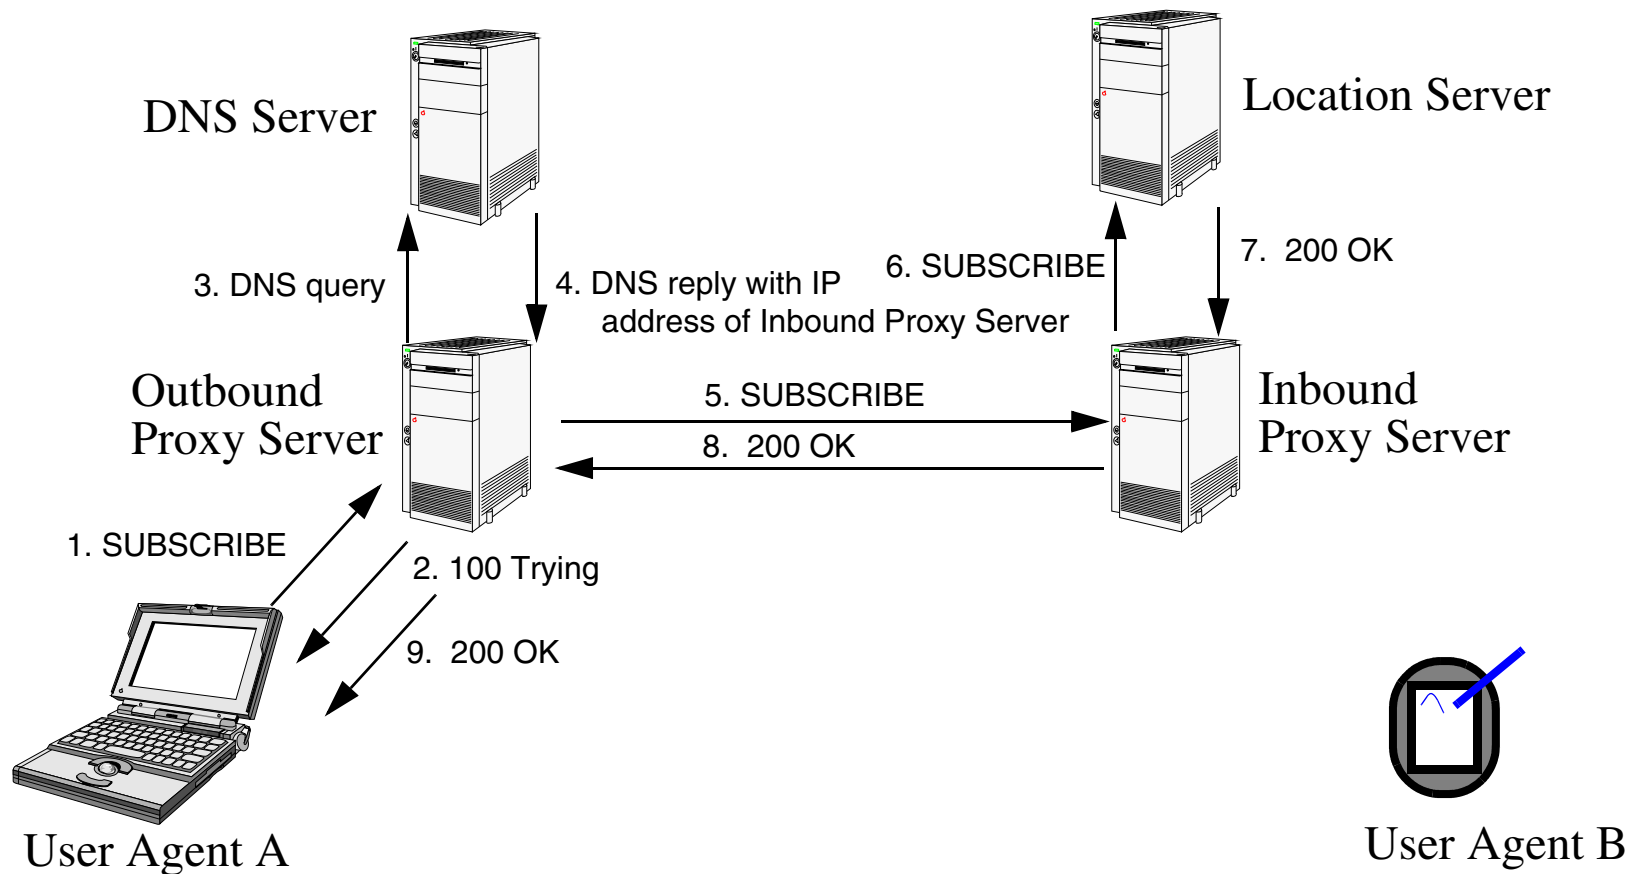 DNS Server
Location Server
3. DNS query
4. DNS reply with IP
address of Inbound Proxy Server
6. SUBSCRIBE
7. 200 OK
Outbound
Proxy Server
5. SUBSCRIBE
8. 200 OK
Inbound
Proxy Server
1. SUBSCRIBE
2. 100 Trying
9. 200 OK
User Agent A
User Agent B